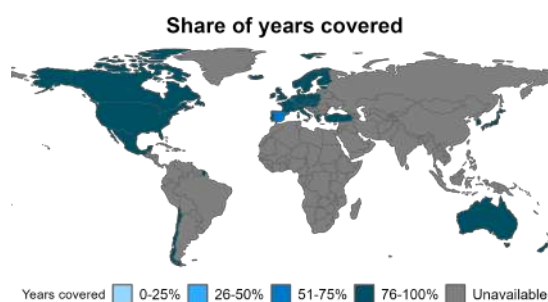 Share of years covered
Years covered 0-25% 26-50% 51-75% 76-100% Unavailable